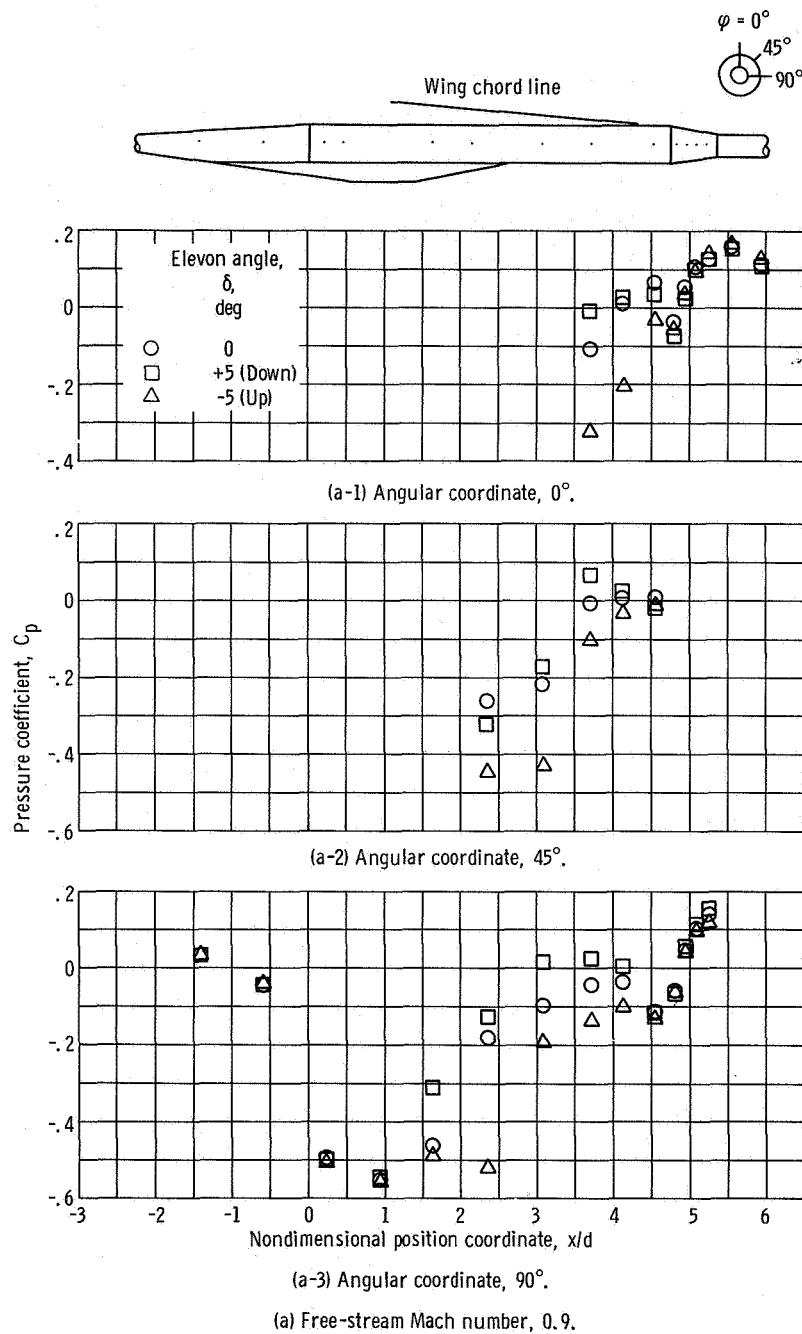 φ = 0°
45°
90°
Wing chord line
.2
0
-.2
-.4
Elevon angle,
δ,
deg
0
+5 (Down)
-5 (Up)
(a-1) Angular coordinate, 0°.
.2
0
-.2
-.4
-.6
Pressure coefficient, Cp
(a-2) Angular coordinate, 45°.
.2
0
-.2
-.4
-.6
-3 -2 -1 0 1 2 3 4 5 6
Nondimensional position coordinate, x/d
(a-3) Angular coordinate, 90°.
(a) Free-stream Mach number, 0.9.